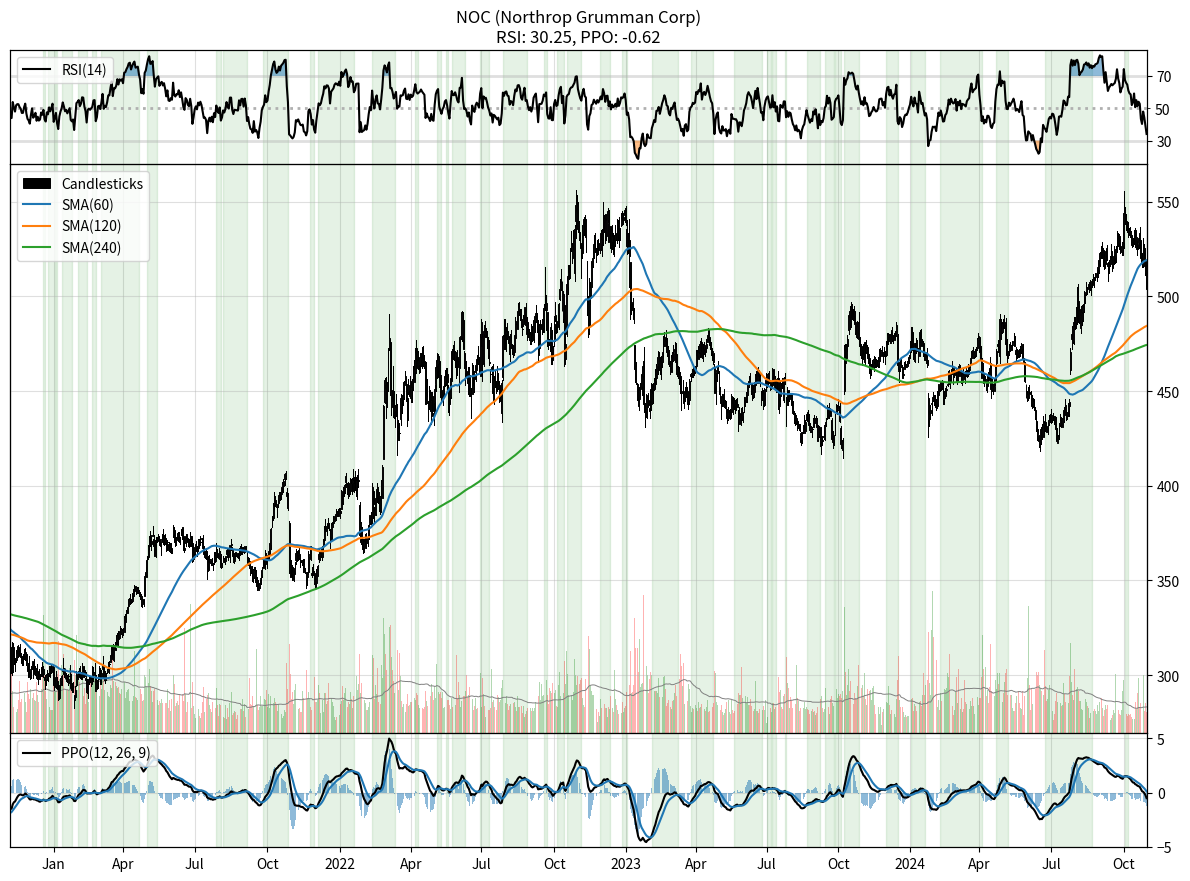 NOC (Northrop Grumman Corp)
RSI: 30.25, PPO: -0.62
RSI(14)
70
50
30
Candlesticks
SMA(60)
SMA(120)
SMA(240)
550
500
450
400
350
300
PPO(12, 26, 9)
5
0
−5
Jan Apr Jul Oct 2022 Apr Jul Oct 2023 Apr Jul Oct 2024 Apr Jul Oct